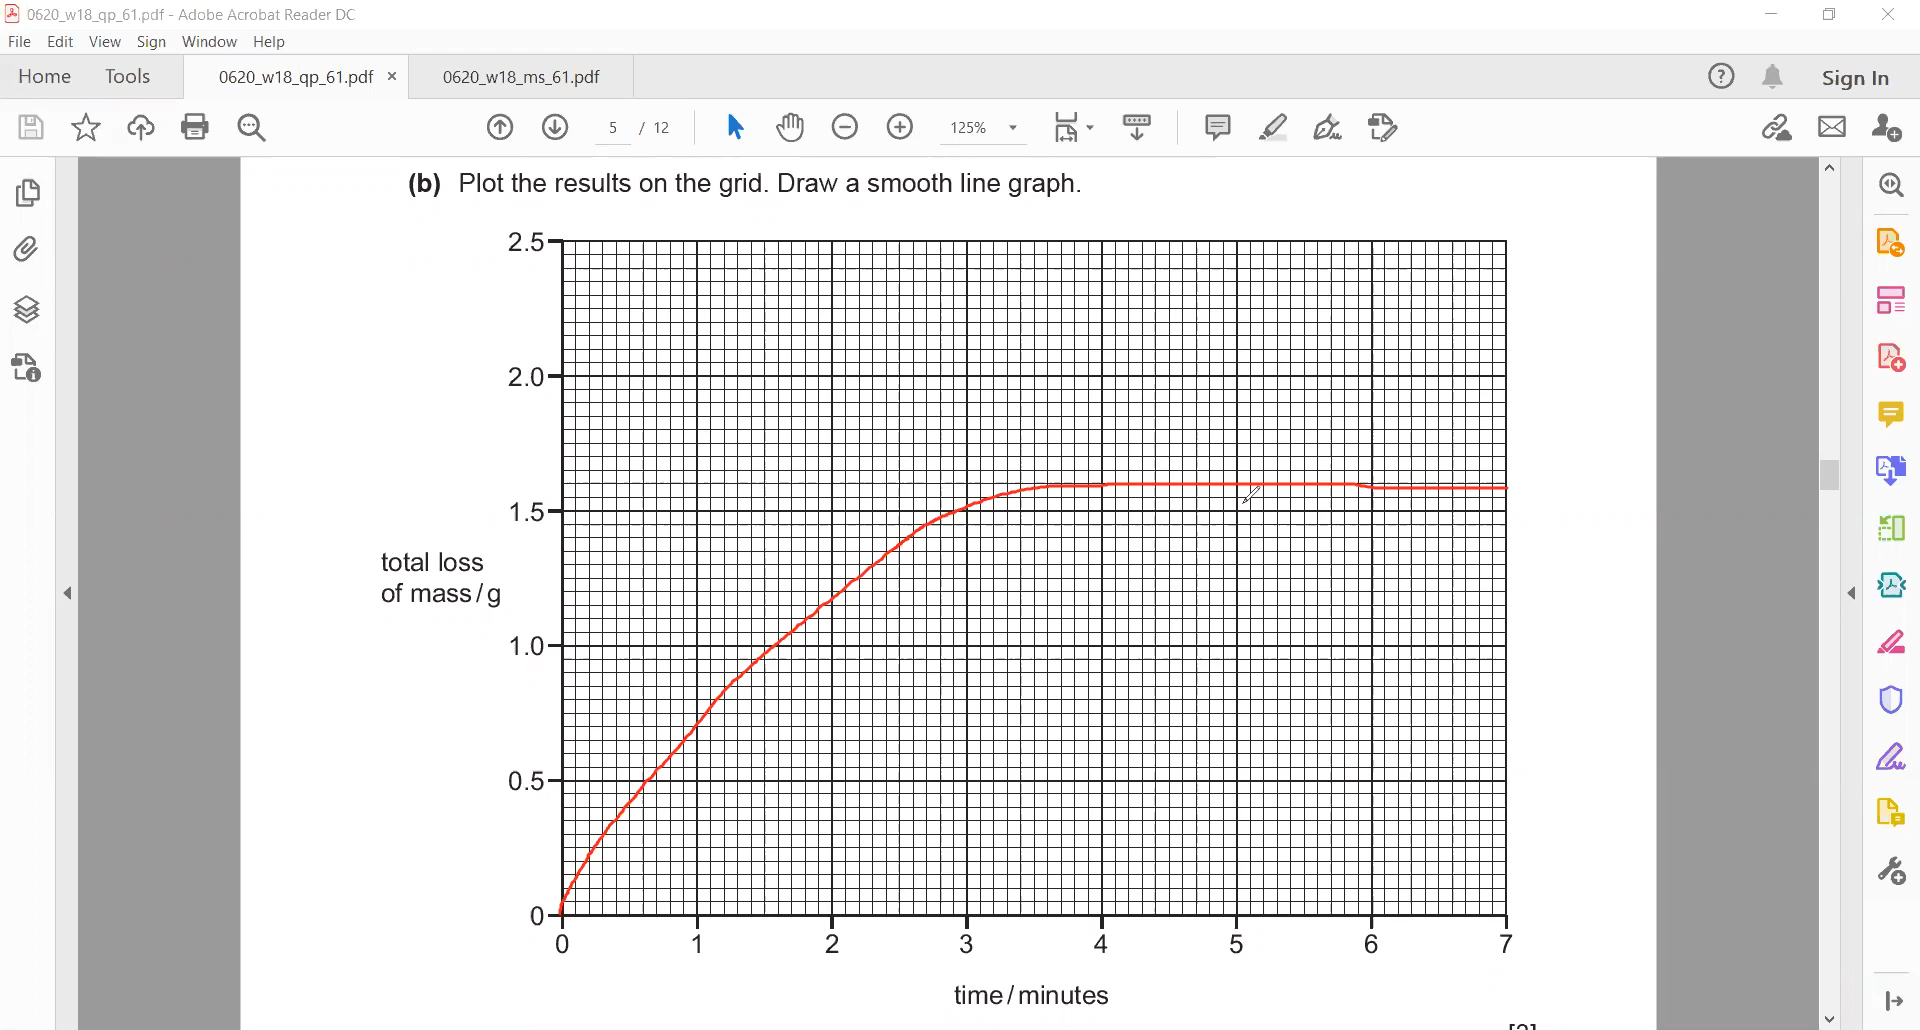 0620_w18_qp_61.pdf - Adobe Acrobat Reader DC
File Edit View Sign Window Help
Home Tools 0620_w18_qp_61.pdf × 0620_w18_ms_61.pdf ? Sign In
5 / 12 125%
(b) Plot the results on the grid. Draw a smooth line graph.
2.5
2.0
1.5
total loss
of mass / g
1.0
0.5
0
0 1 2 3 4 5 6 7
time / minutes